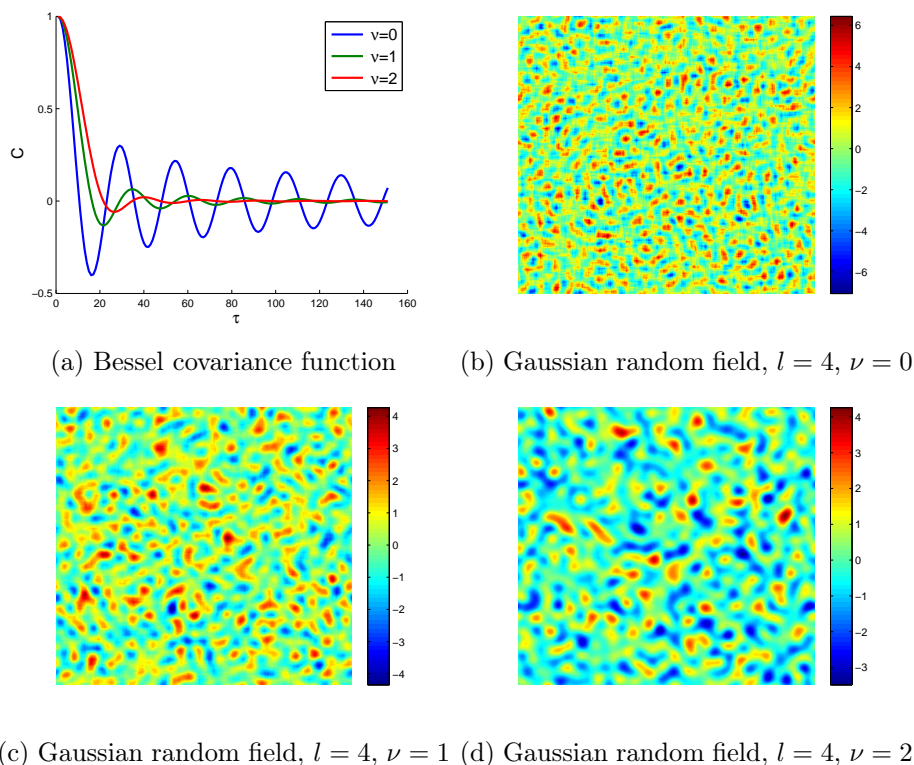 1
0.5
0
−0.5
C
0 20 40 60 80 100 120 140 160
τ
ν=0
ν=1
ν=2
6
4
2
0
−2
−4
−6
(a) Bessel covariance function
(b) Gaussian random field, l = 4, ν = 0
4
3
2
1
0
−1
−2
−3
−4
4
3
2
1
0
−1
−2
−3
(c) Gaussian random field, l = 4, ν = 1
(d) Gaussian random field, l = 4, ν = 2